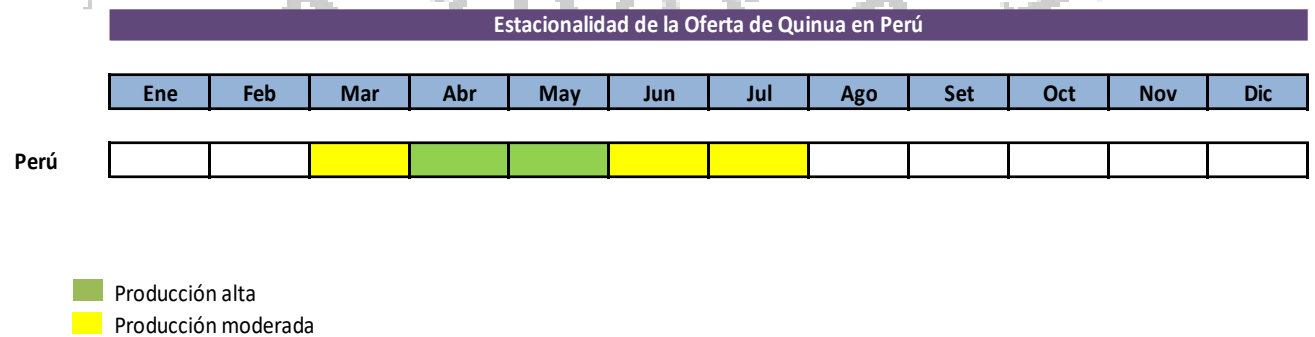 Estacionalidad de la Oferta de Quinua en Perú
Ene Feb Mar Abr May Jun Jul Ago Set Oct Nov Dic
Perú
Producción alta
Producción moderada